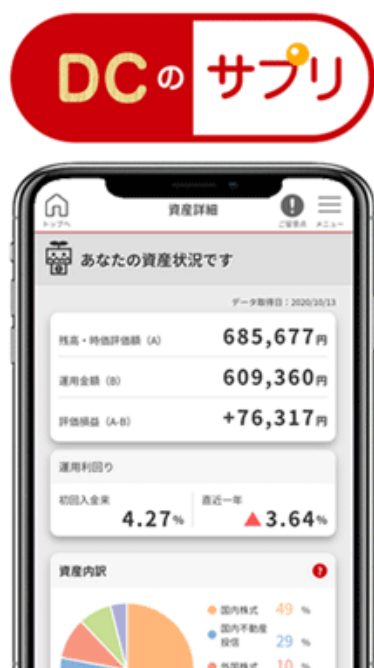 DCの サプリ
資産詳細
トップへ ご留意点 メニュー
あなたの資産状況です
データ取得日：2020/10/13
残高・時価評価額（A） 685,677円
運用金額（B） 609,360円
評価損益（A-B） +76,317円
運用利回り
初回入金来 直近一年
4.27% ▲3.64%
資産内訳 ?
国内株式 49 %
国内不動産
投信 29 %
外国株式 10 %